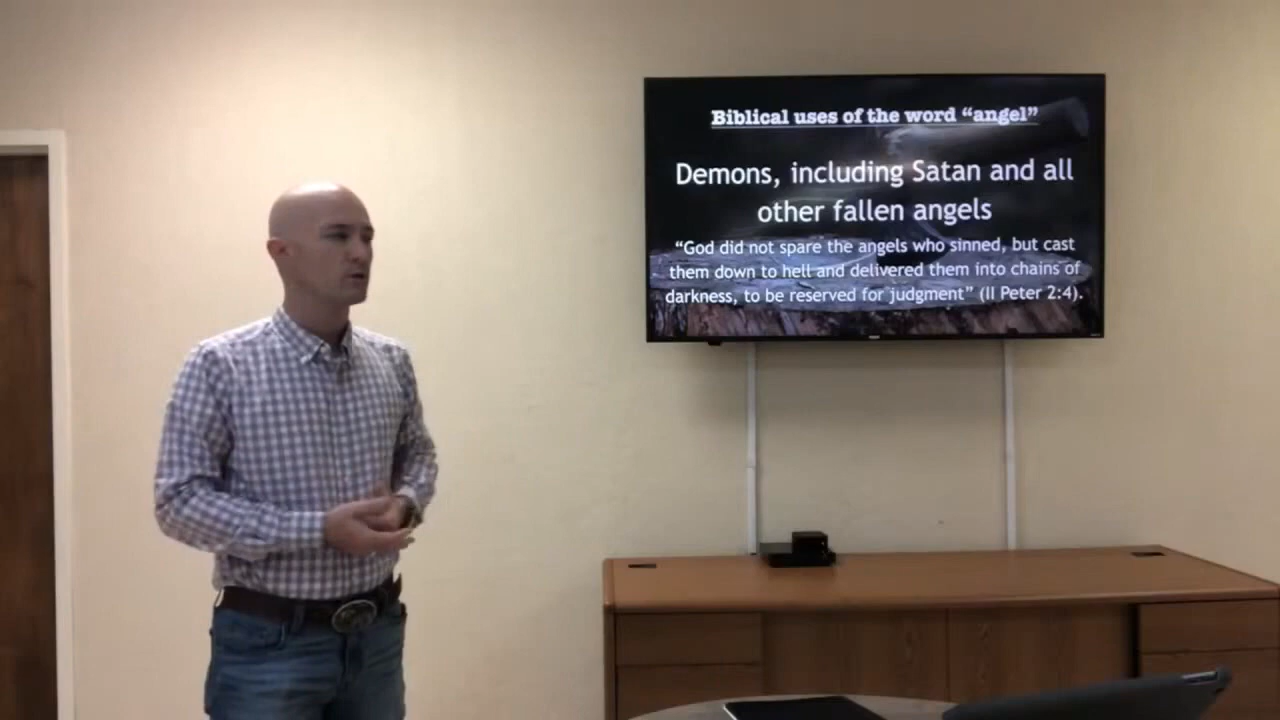 Biblical uses of the word “angel”
Demons, including Satan and all
other fallen angels
“God did not spare the angels who sinned, but cast
them down to hell and delivered them into chains of
darkness, to be reserved for judgment” (II Peter 2:4).